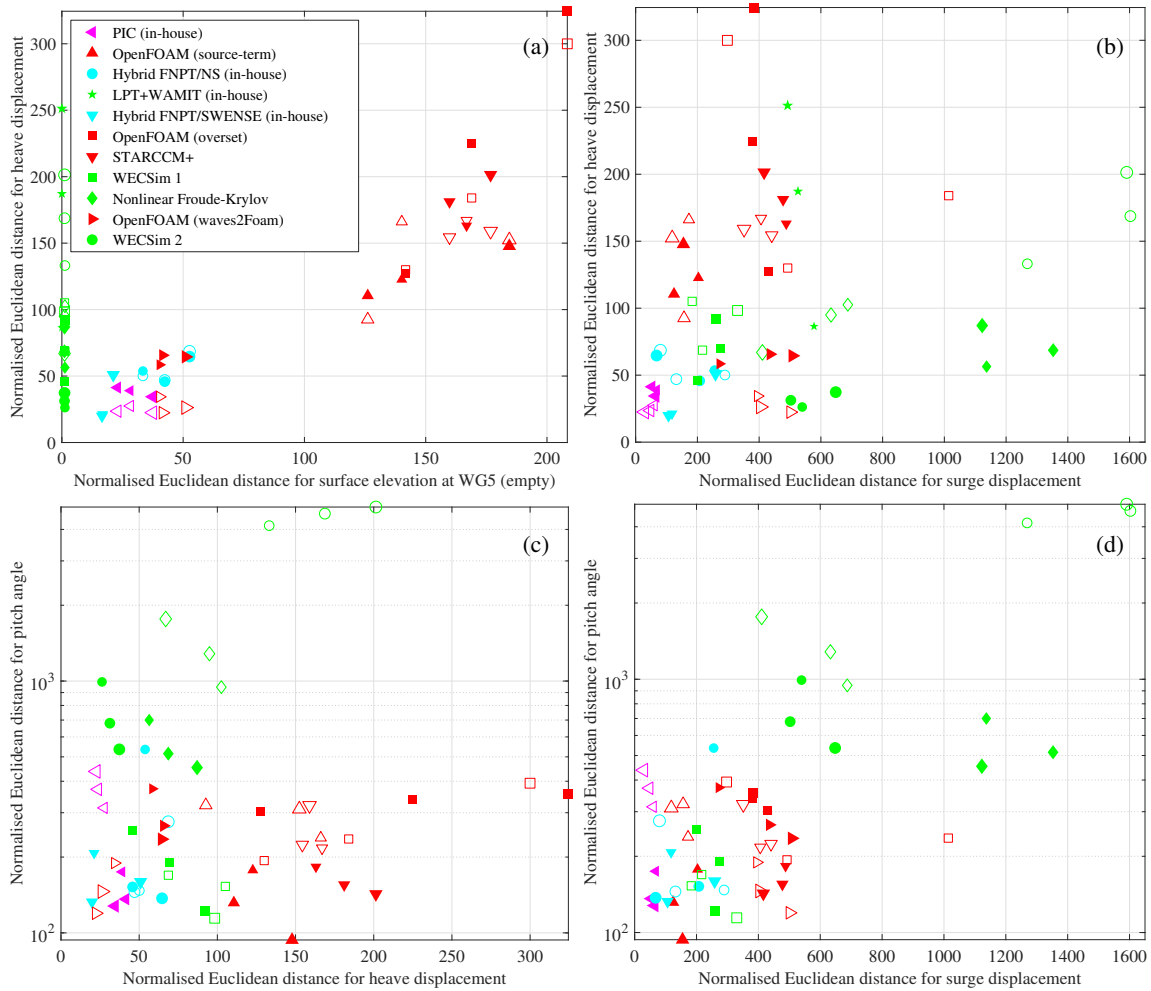 (a)
PIC (in-house)
OpenFOAM (source-term)
Hybrid FNPT/NS (in-house)
LPT+WAMIT (in-house)
Hybrid FNPT/SWENSE (in-house)
OpenFOAM (overset)
STARCCM+
WECSim 1
Nonlinear Froude-Krylov
OpenFOAM (waves2Foam)
WECSim 2
Normalised Euclidean distance for heave displacement
300
250
200
150
100
50
0
0 50 100 150 200
Normalised Euclidean distance for surface elevation at WG5 (empty)
(b)
Normalised Euclidean distance for heave displacement
300
250
200
150
100
50
0
0 200 400 600 800 1000 1200 1400 1600
Normalised Euclidean distance for surge displacement
(c)
Normalised Euclidean distance for pitch angle
10³
10²
0 50 100 150 200 250 300
Normalised Euclidean distance for heave displacement
(d)
Normalised Euclidean distance for pitch angle
10³
10²
0 200 400 600 800 1000 1200 1400 1600
Normalised Euclidean distance for surge displacement